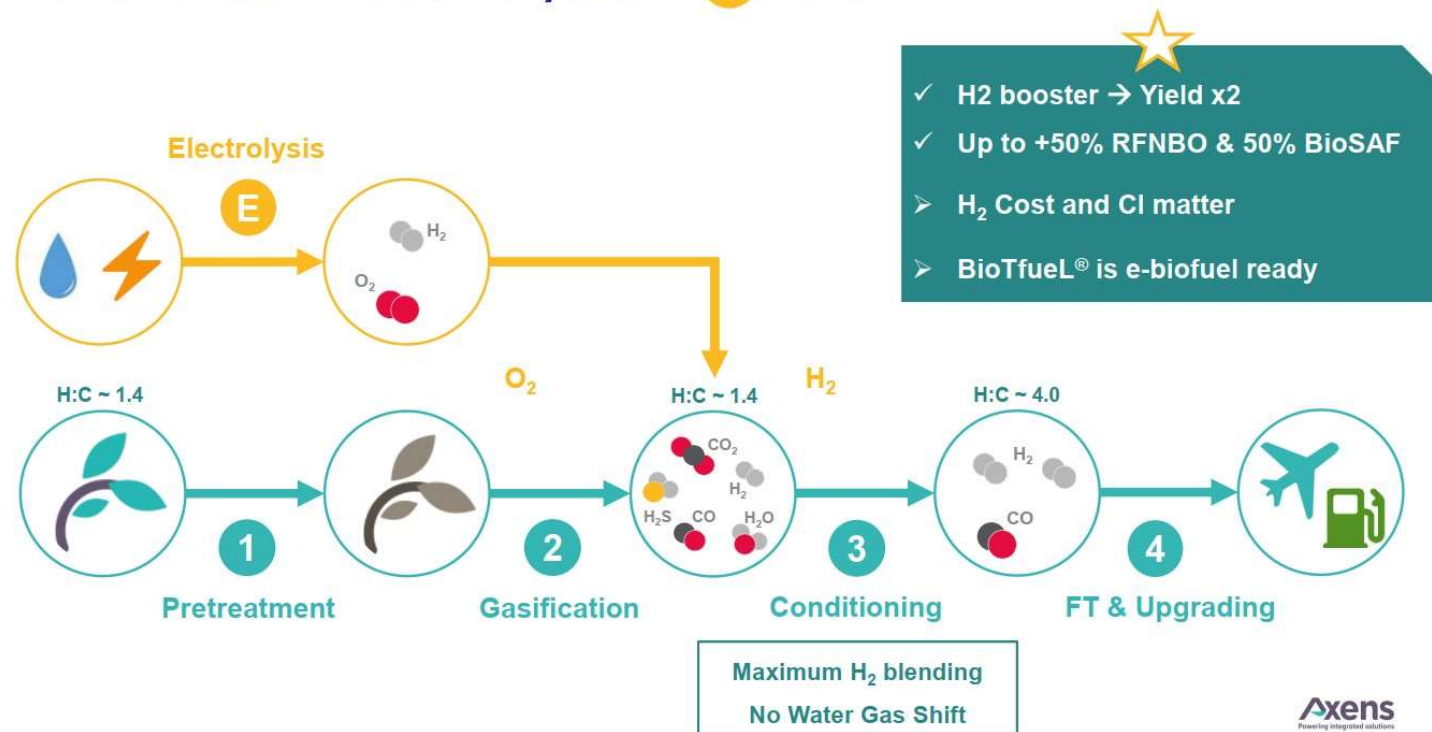 ✓ H2 booster → Yield x2
✓ Up to +50% RFNBO & 50% BioSAF
➢ H₂ Cost and CI matter
➢ BioTfueL® is e-biofuel ready
Electrolysis
E
H₂
O₂
O₂
H₂
H:C ~ 1.4
H:C ~ 1.4
H:C ~ 4.0
CO₂
H₂
H₂S
CO
H₂O
H₂
CO
1
2
3
4
Pretreatment
Gasification
Conditioning
FT & Upgrading
Maximum H₂ blending
No Water Gas Shift
Axens
Powering integrated solutions